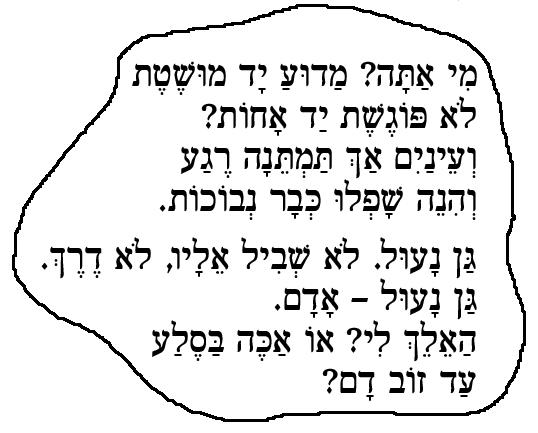 מִי אַתָּה? מַדּוּעַ יָד מוּשֶׁטֶת
לֹא פּוֹגֶשֶׁת יַד אָחוֹת?
וְעֵינַיִם אַךְ תַּמְתֵּנָה רֶגַע
וְהִנֵּה שָׁפְלוּ כְּבָר נְבוֹכוֹת.
גַּן נָעוּל. לֹא שְׁבִיל אֵלָיו, לֹא דֶרֶךְ.
גַּן נָעוּל – אָדָם.
הַאֵלֵךְ לִי? אוֹ אַכֶּה בַּסֶּלַע
עַד זוֹב דָּם?